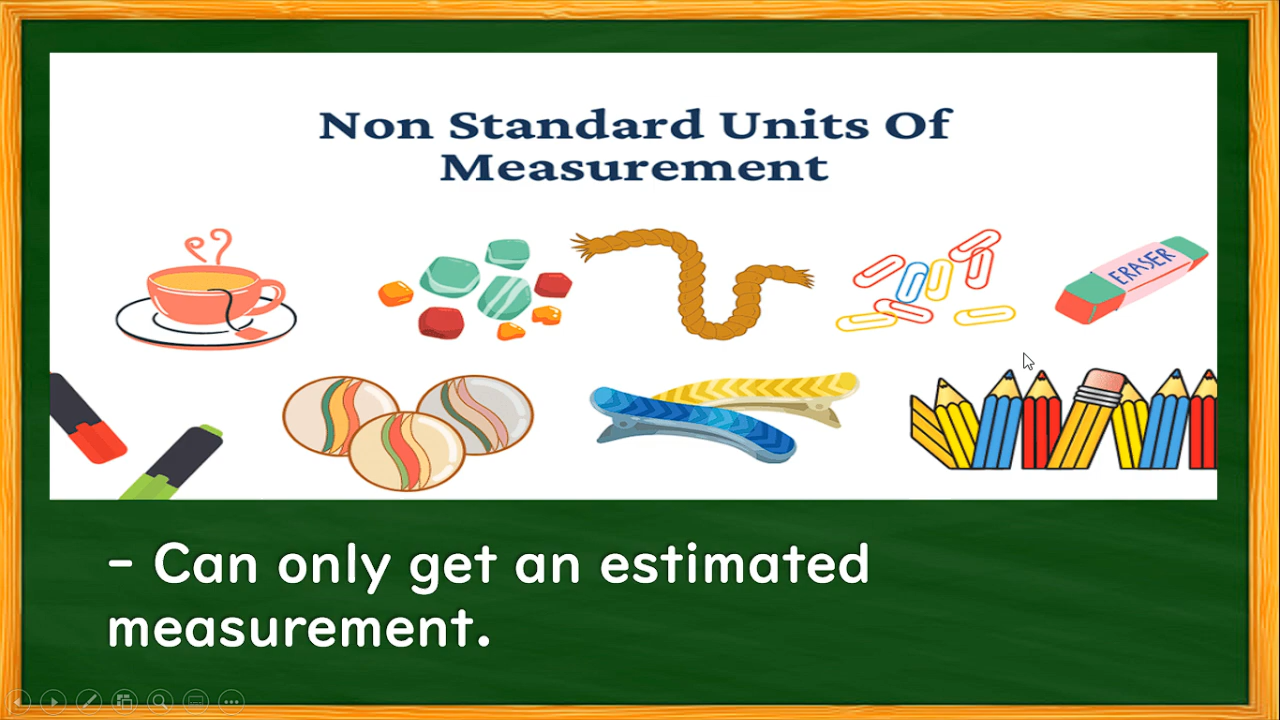 Non Standard Units Of
Measurement
ERASER
- Can only get an estimated
measurement.